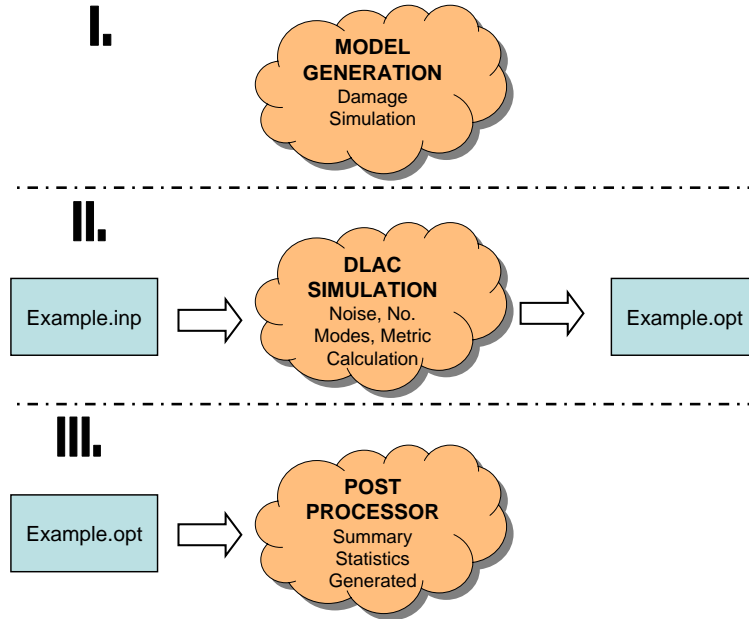 I.
MODEL
GENERATION
Damage
Simulation
II.
Example.inp
DLAC
SIMULATION
Noise, No.
Modes, Metric
Calculation
Example.opt
III.
Example.opt
POST
PROCESSOR
Summary
Statistics
Generated